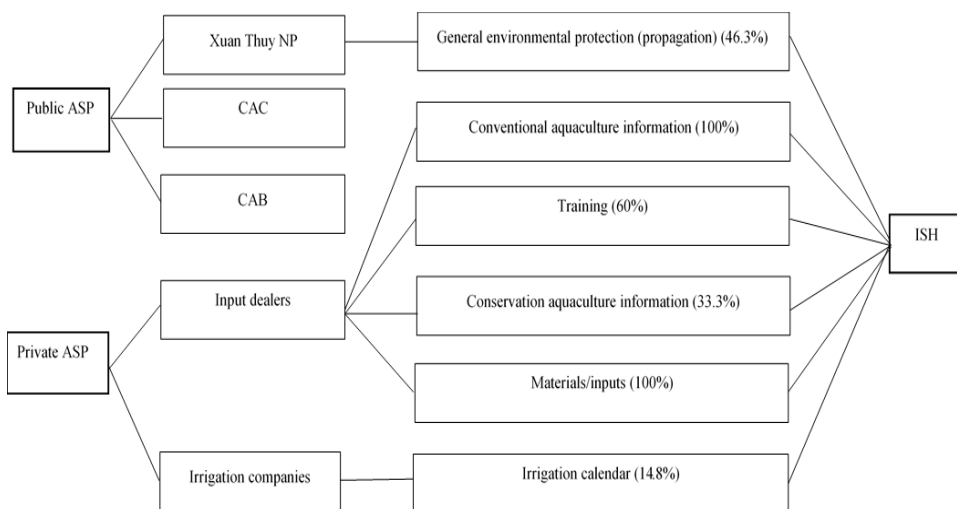 Xuan Thuy NP
General environmental protection (propagation) (46.3%)
Public ASP
CAC
Conventional aquaculture information (100%)
CAB
Training (60%)
ISH
Input dealers
Conservation aquaculture information (33.3%)
Private ASP
Materials/inputs (100%)
Irrigation companies
Irrigation calendar (14.8%)